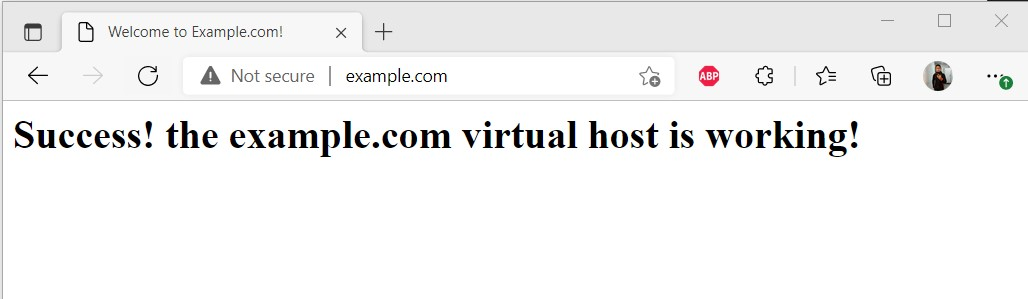 Welcome to Example.com!
Not secure | example.com
ABP
Success! the example.com virtual host is working!